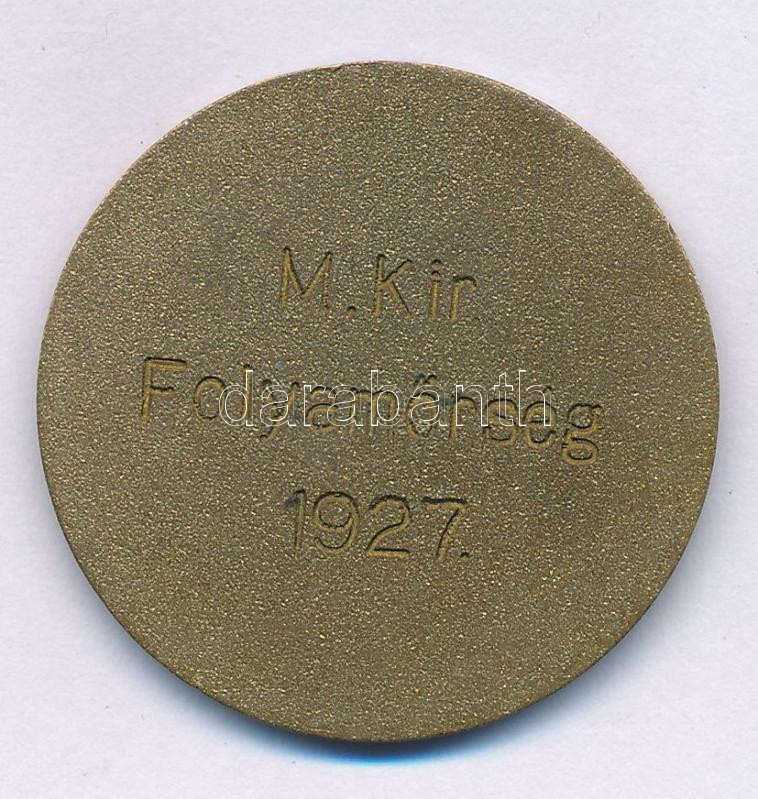 M.Kir
Folyamőrség
darabanth
1927.